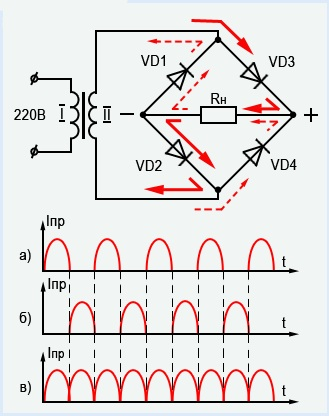 VD1
VD3
220В
I
II
–
Rн
+
VD2
VD4
Iпр
а)
t
Iпр
б)
t
Iпр
в)
t